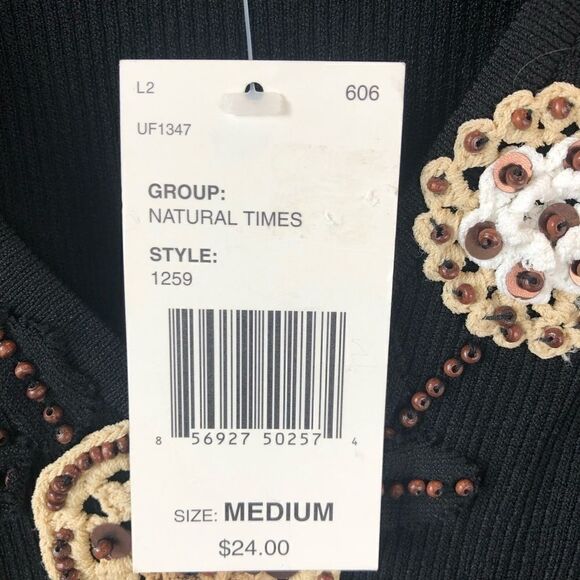 L2 606
UF1347
GROUP:
NATURAL TIMES
STYLE:
1259
8 56927 50257 4
SIZE: MEDIUM
$24.00